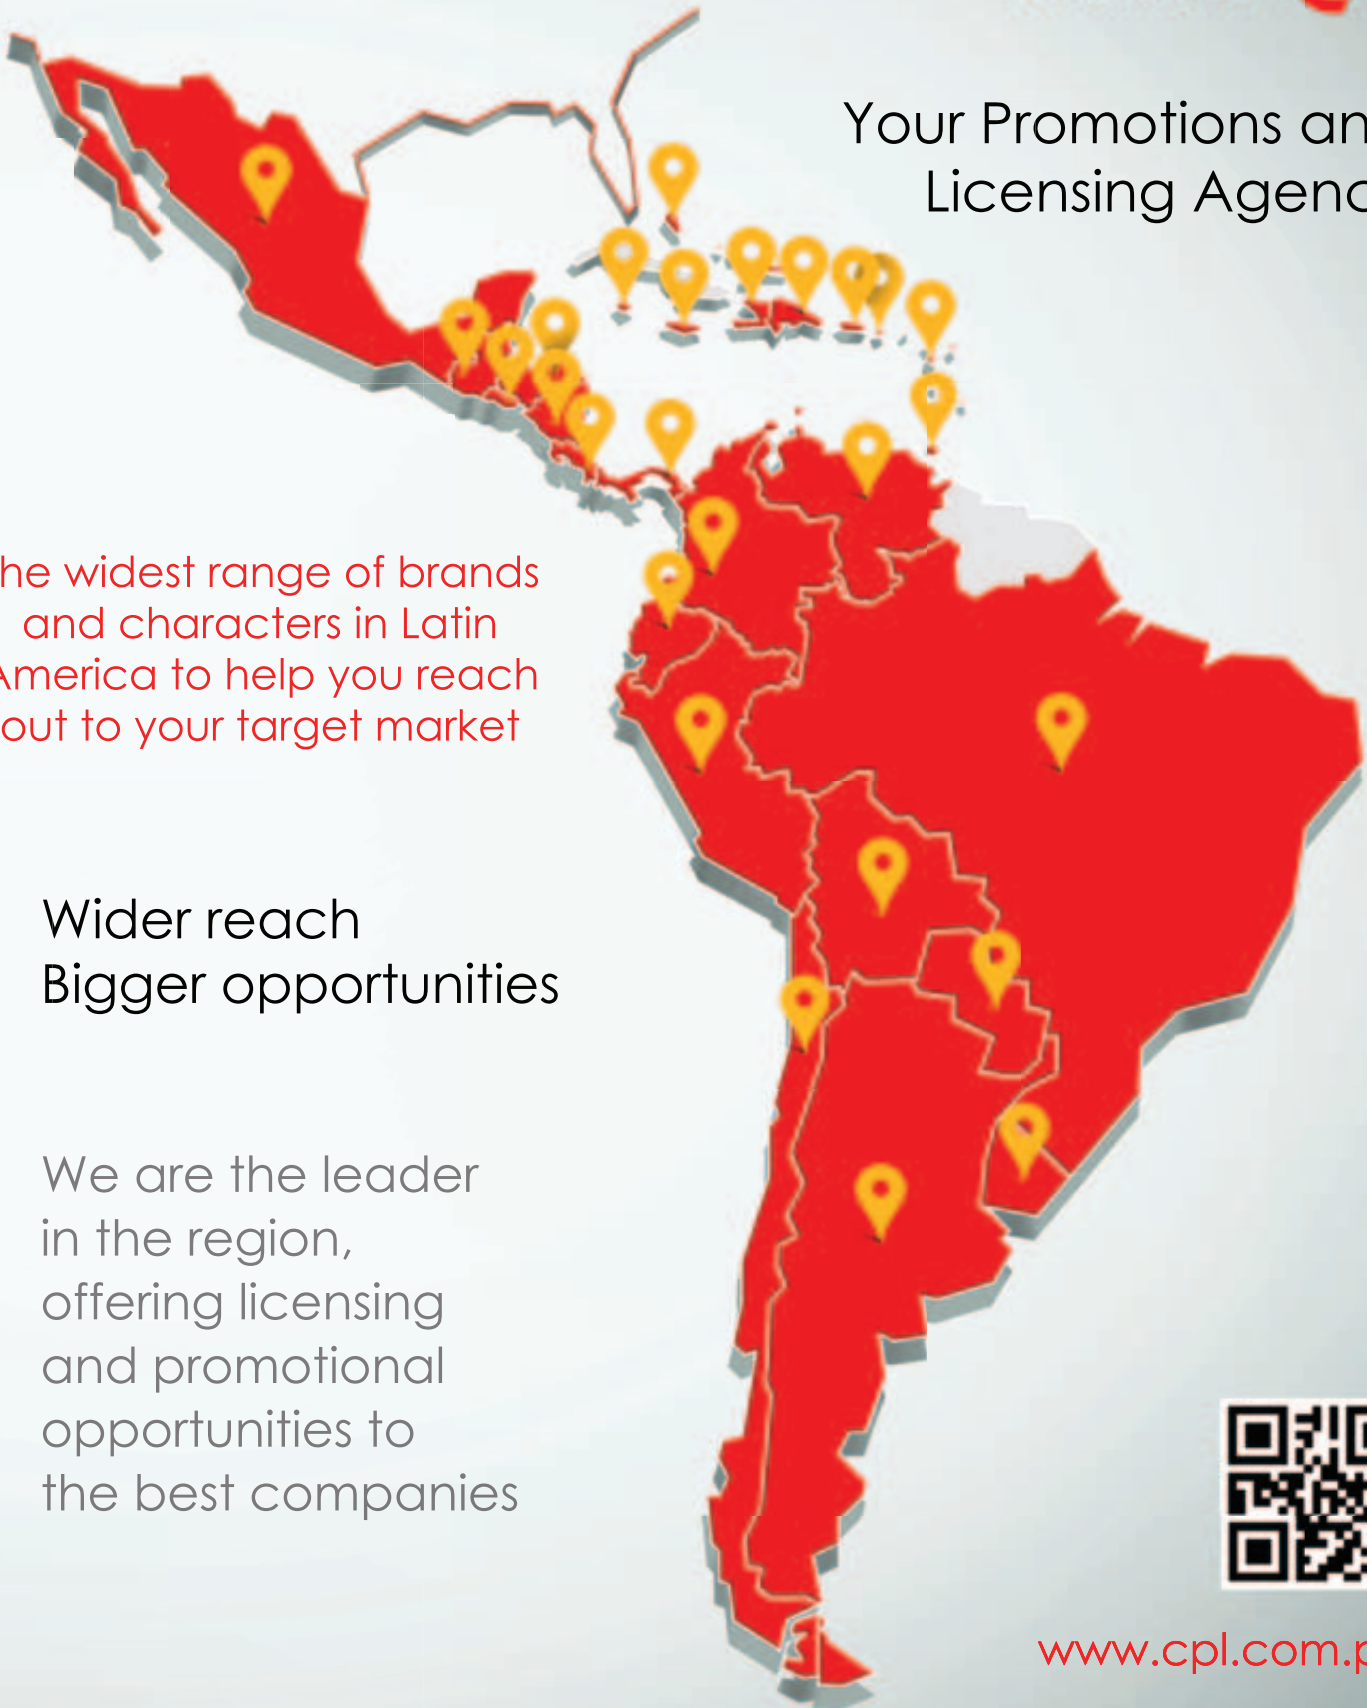 Your Promotions an
Licensing Agenc
he widest range of brands
and characters in Latin
America to help you reach
out to your target market
Wider reach
Bigger opportunities
We are the leader
in the region,
offering licensing
and promotional
opportunities to
the best companies
www.cpl.com.p